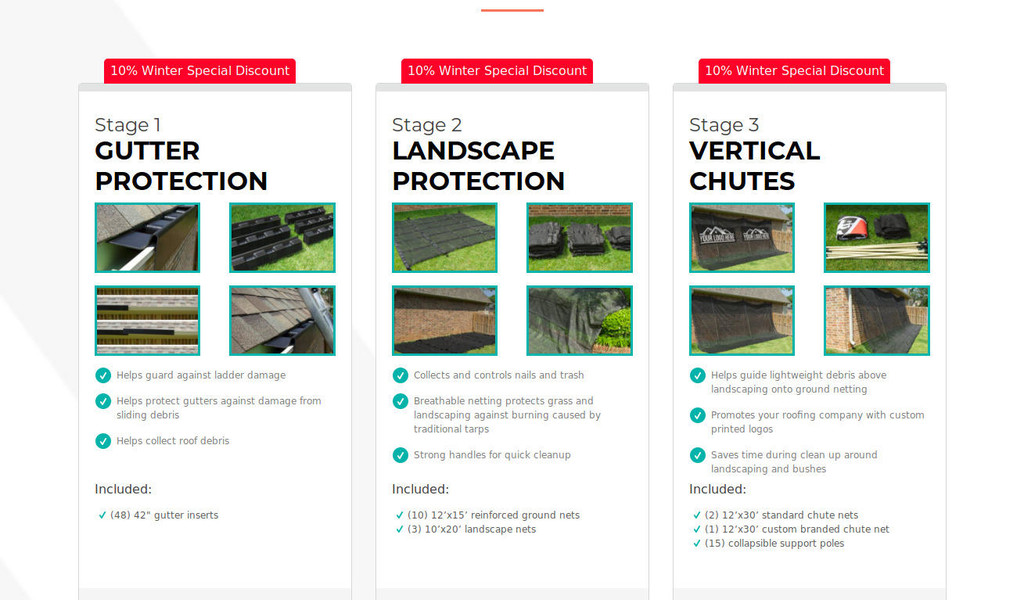 10% Winter Special Discount
Stage 1
GUTTER
PROTECTION
Helps guard against ladder damage
Helps protect gutters against damage from
sliding debris
Helps collect roof debris
Included:
(48) 42" gutter inserts
10% Winter Special Discount
Stage 2
LANDSCAPE
PROTECTION
Collects and controls nails and trash
Breathable netting protects grass and
landscaping against burning caused by
traditional tarps
Strong handles for quick cleanup
Included:
(10) 12’x15’ reinforced ground nets
(3) 10’x20’ landscape nets
10% Winter Special Discount
Stage 3
VERTICAL
CHUTES
YOUR LOGO HERE
YOUR LOGO HERE
Helps guide lightweight debris above
landscaping onto ground netting
Promotes your roofing company with custom
printed logos
Saves time during clean up around
landscaping and bushes
Included:
(2) 12’x30’ standard chute nets
(1) 12’x30’ custom branded chute net
(15) collapsible support poles